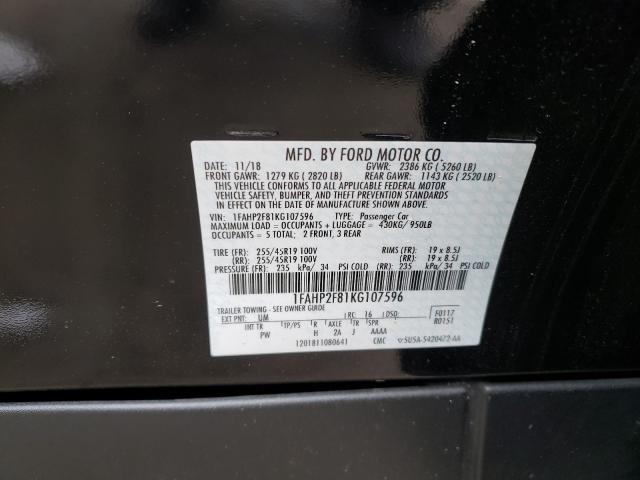 MFD. BY FORD MOTOR CO.
DATE: 11/18 GVWR: 2386 KG ( 5260 LB)
FRONT GAWR: 1279 KG ( 2820 LB) REAR GAWR: 1143 KG ( 2520 LB)
THIS VEHICLE CONFORMS TO ALL APPLICABLE FEDERAL MOTOR
VEHICLE SAFETY, BUMPER, AND THEFT PREVENTION STANDARDS
IN EFFECT ON THE DATE OF MANUFACTURE SHOWN ABOVE.
VIN: 1FAHP2F81KG107596 TYPE: Passenger Car
MAXIMUM LOAD = OCCUPANTS + LUGGAGE = 430KG/ 950LB
OCCUPANTS = 5 TOTAL; 2 FRONT, 3 REAR
TIRE (FR): 255/45R19 100V RIMS (FR): 19 x 8.5J
(RR): 255/45R19 100V (RR): 19 x 8.5J
PRESSURE (FR): 235 kPa/ 34 PSI COLD (RR): 235 kPa/ 34 PSI COLD
1FAHP2F81KG107596
TRAILER TOWING - SEE OWNER GUIDE
EXT PNT: UM RC: 16 DSO: F0117
R0151
INT TR TP/PS R AXLE TR SPR
PW H 2A J AAAA
1201811080641 CMC 5U5A-5420472-AA